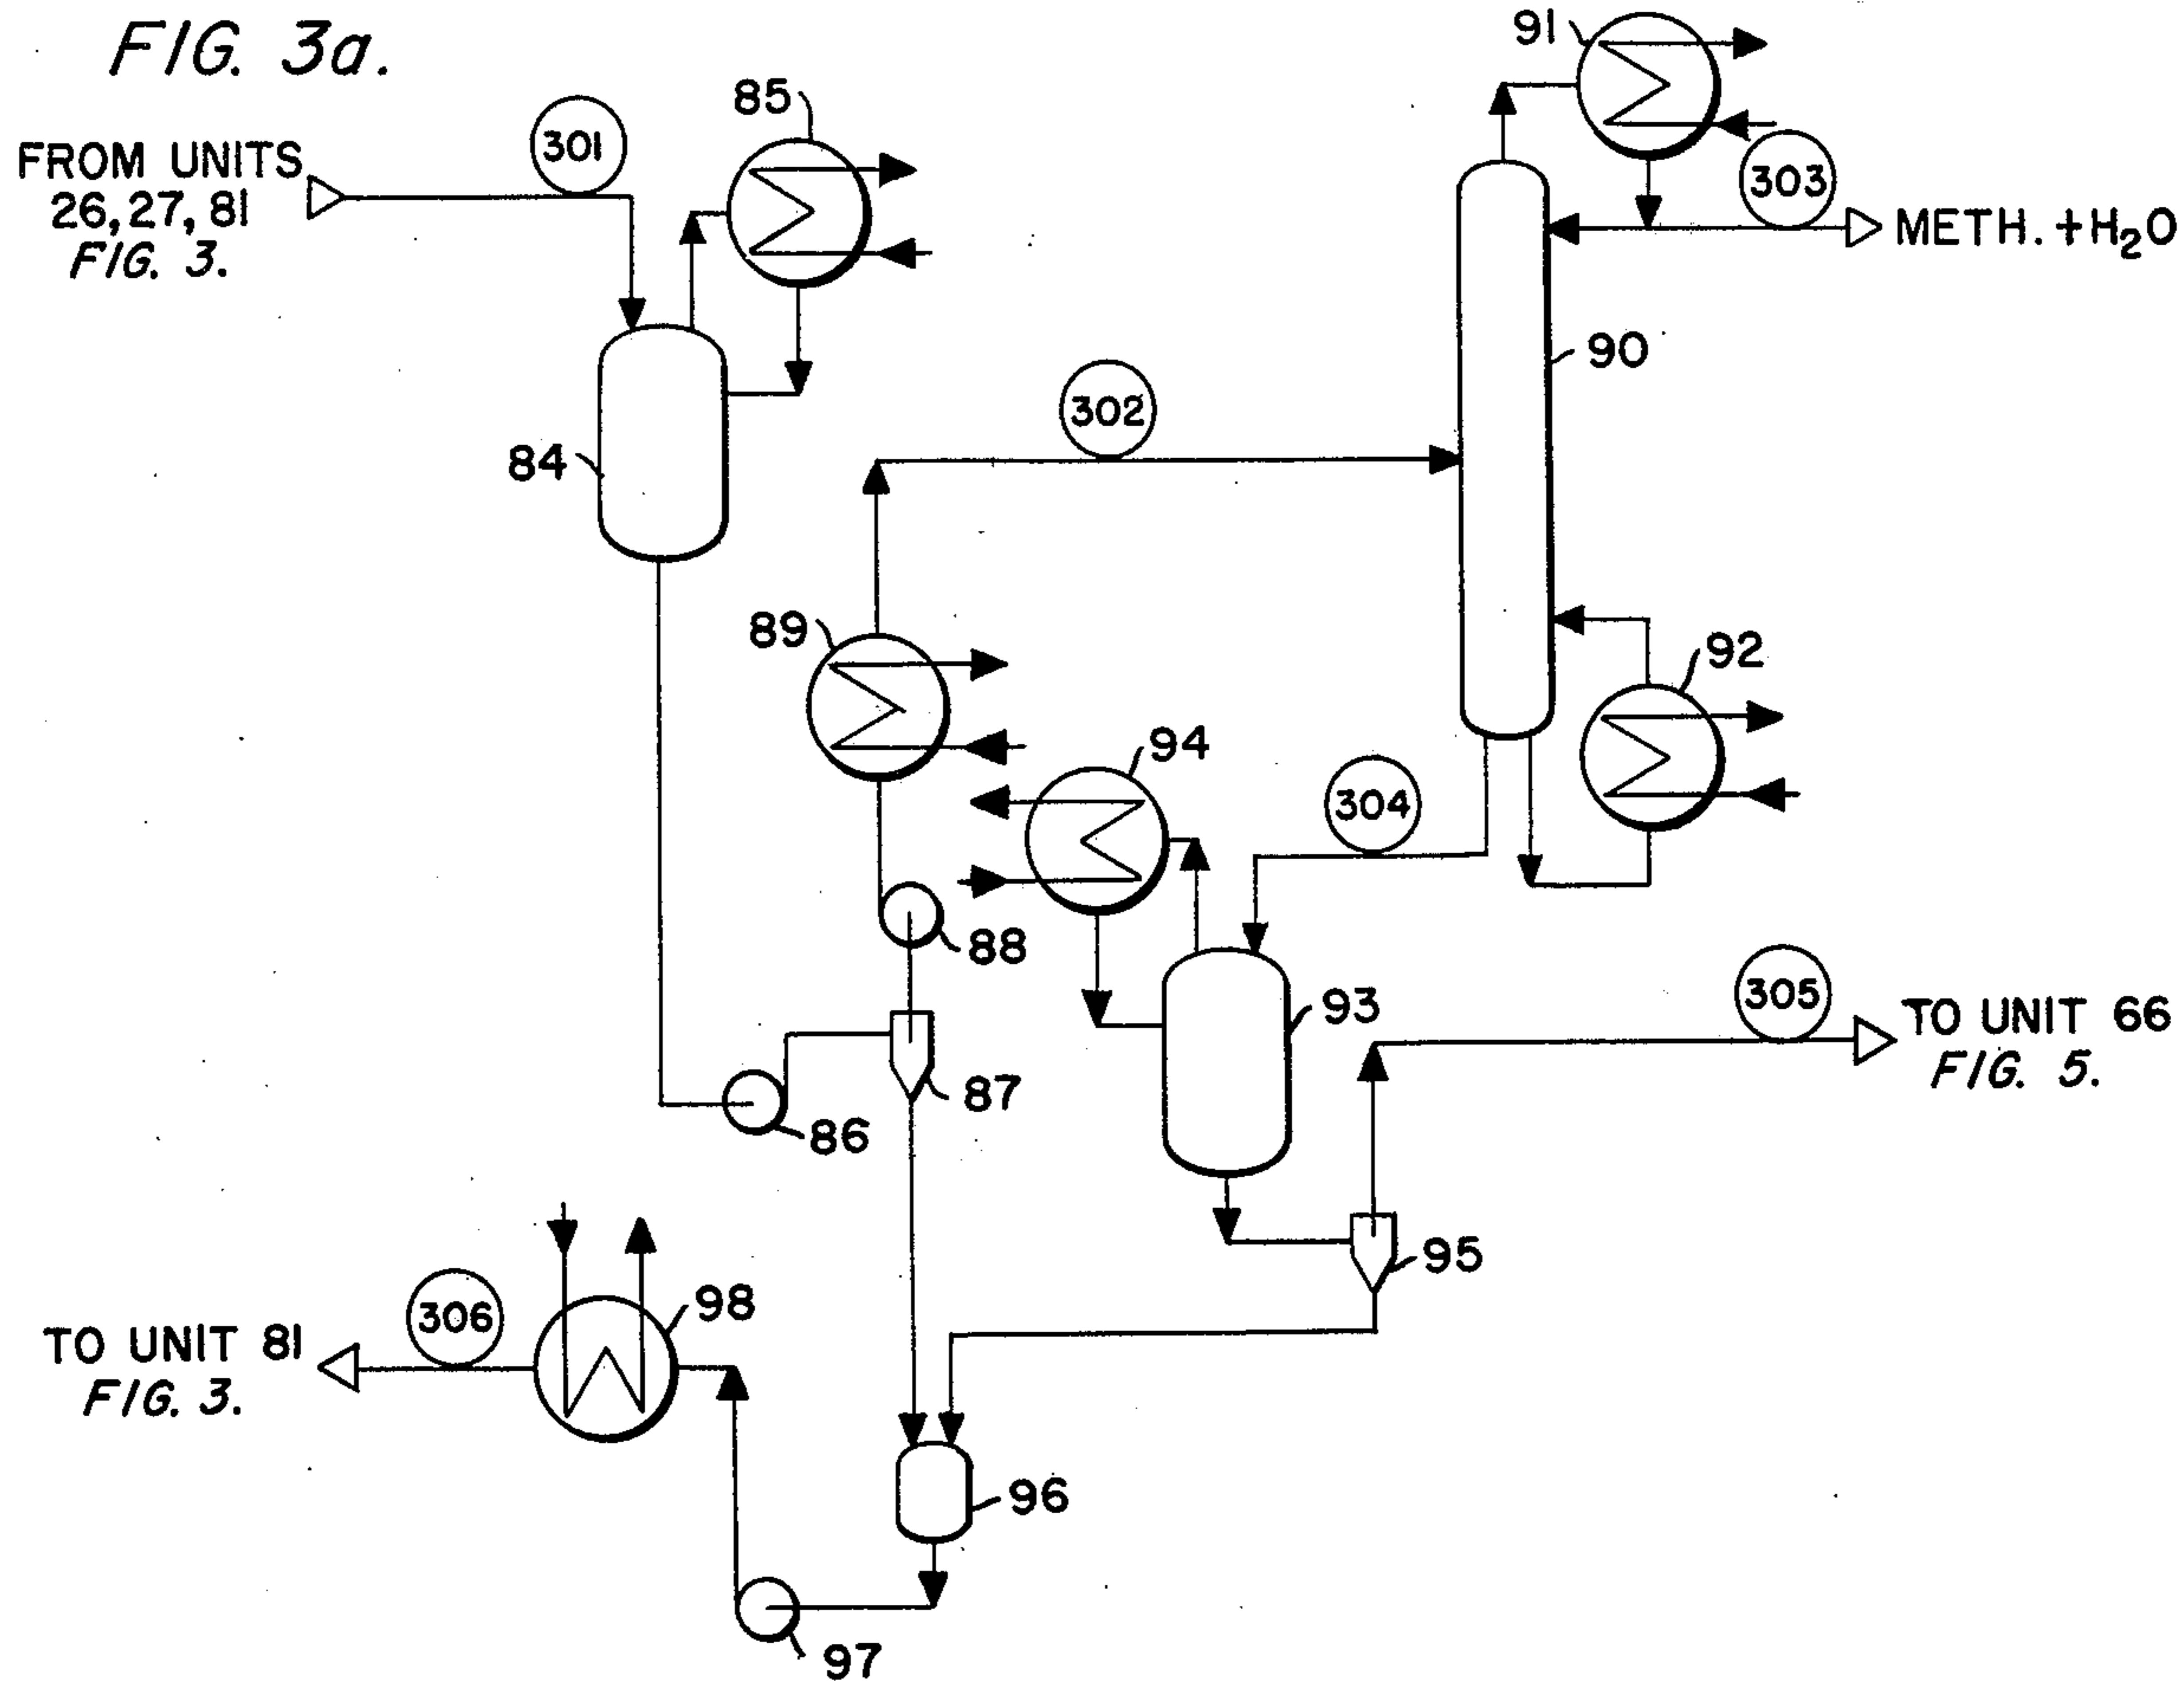 FIG. 3a.
91
85
301
FROM UNITS
26,27,81
FIG. 3.
303
METH. +H₂O
90
302
84
89
92
94
304
88
93
305
TO UNIT 66
FIG. 5.
87
86
95
98
306
TO UNIT 81
FIG. 3.
96
97